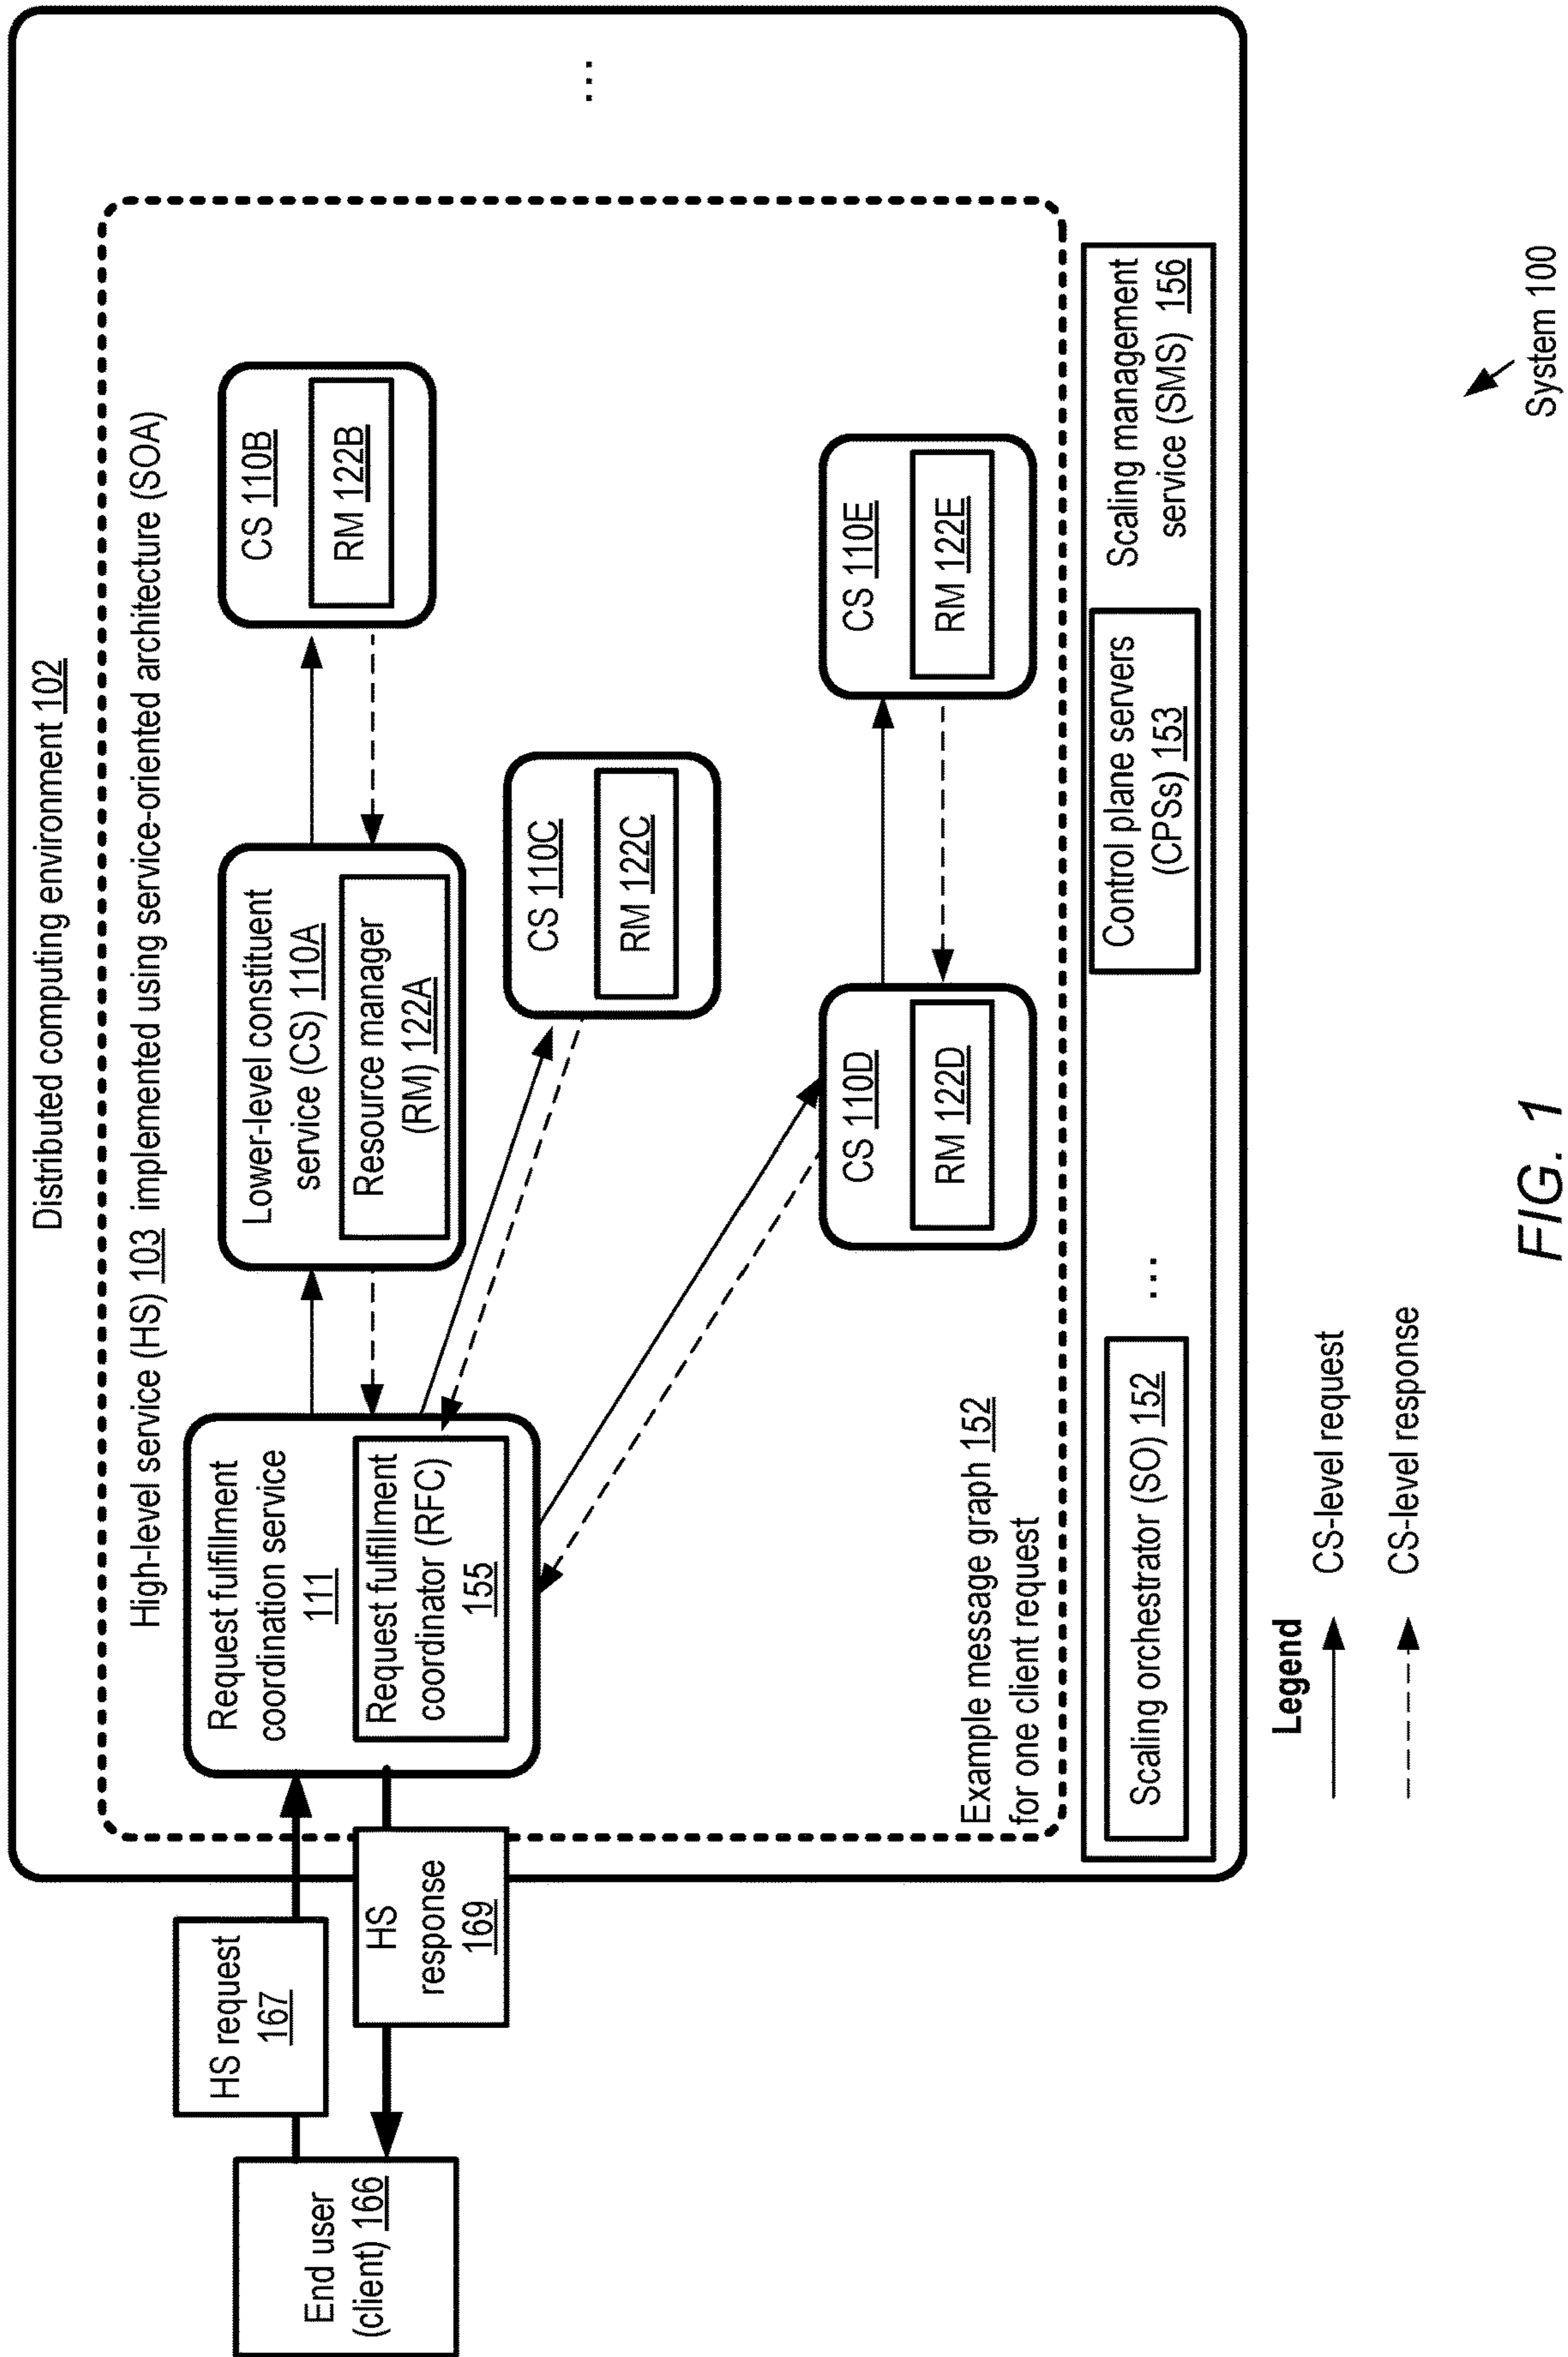 Distributed computing environment 102
High-level service (HS) 103 implemented using service-oriented architecture (SOA)
End user
(client) 166
HS request
167
HS
response
169
Request fulfillment
coordination service
111
Request fulfillment
coordinator (RFC)
155
Lower-level constituent
service (CS) 110A
Resource manager
(RM) 122A
CS 110B
RM 122B
CS 110C
RM 122C
CS 110D
RM 122D
CS 110E
RM 122E
...
Example message graph 152
for one client request
Scaling orchestrator (SO) 152
...
Control plane servers
(CPSs) 153
Scaling management
service (SMS) 156
Legend
CS-level request
CS-level response
System 100
FIG. 1